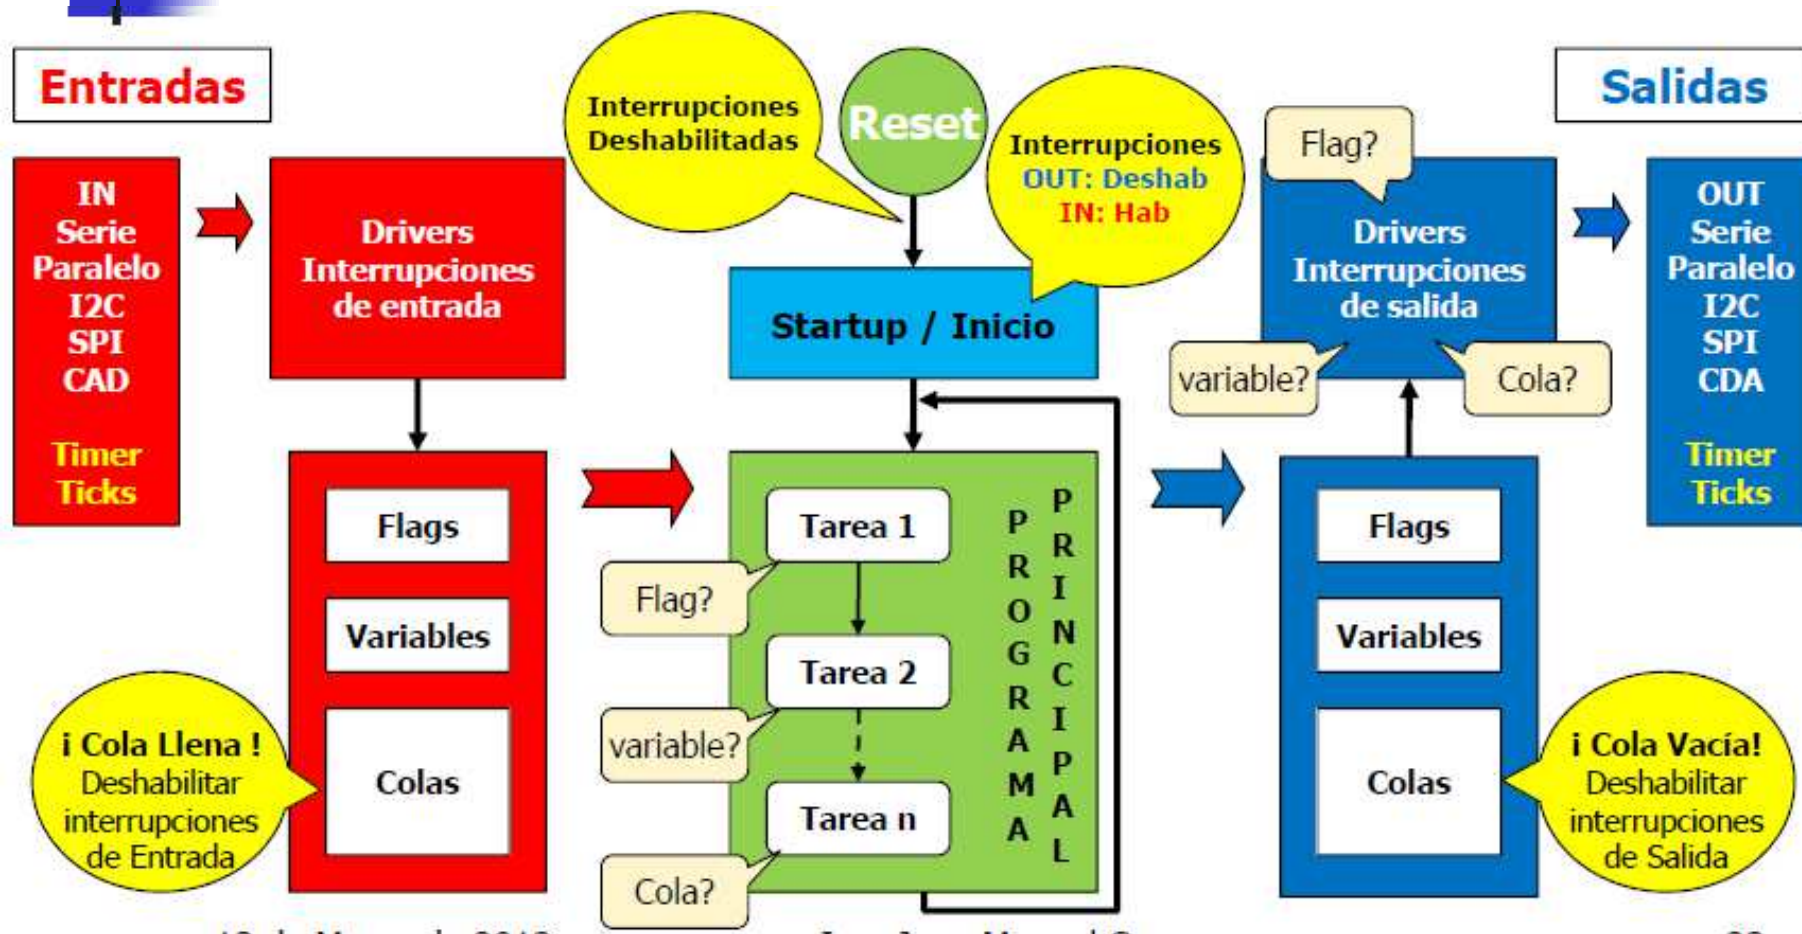 Entradas
IN
Serie
Paralelo
I2C
SPI
CAD
Timer
Ticks
Drivers
Interrupciones
de entrada
Flags
Variables
Colas
¡ Cola Llena !
Deshabilitar
interrupciones
de Entrada
Interrupciones
Deshabilitadas
Reset
Interrupciones
OUT: Deshab
IN: Hab
Startup / Inicio
Tarea 1
Flag?
Tarea 2
variable?
Tarea n
Cola?
PROGRAMA
PRINCIPAL
Salidas
Flag?
Drivers
Interrupciones
de salida
variable?
Cola?
OUT
Serie
Paralelo
I2C
SPI
CDA
Timer
Ticks
Flags
Variables
Colas
¡ Cola Vacía!
Deshabilitar
interrupciones
de Salida